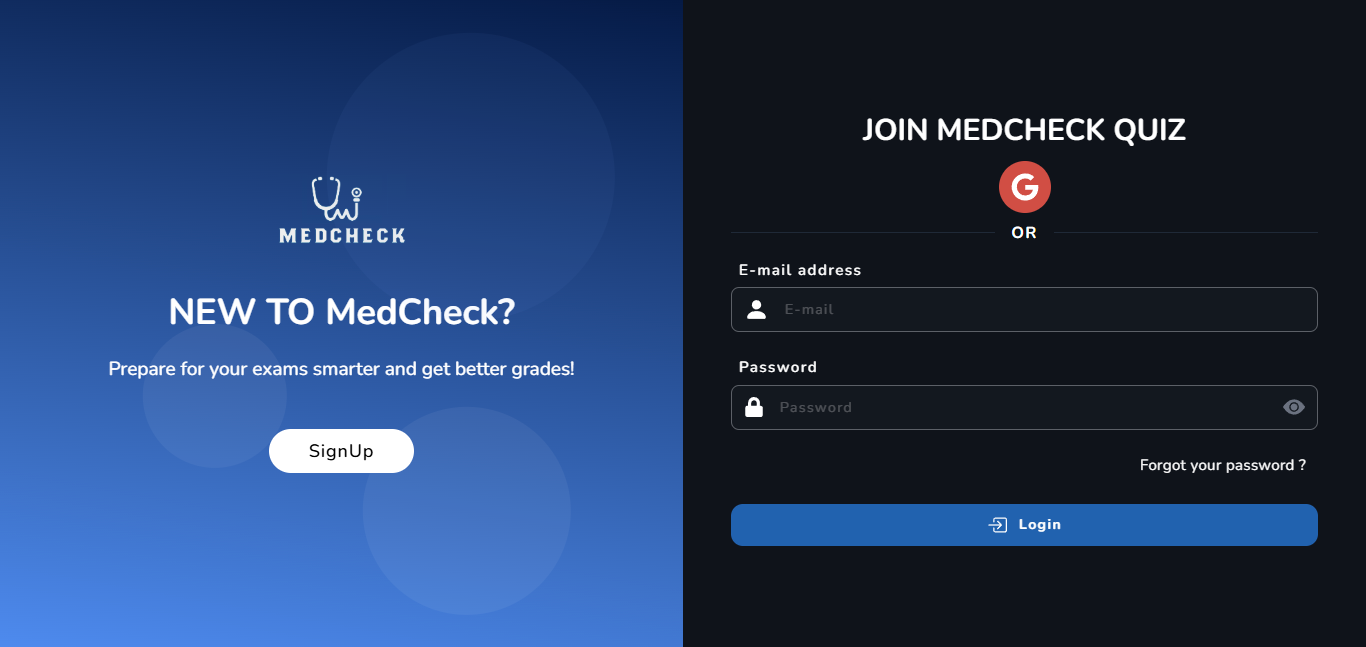 MEDCHECK
NEW TO MedCheck?
Prepare for your exams smarter and get better grades!
SignUp
JOIN MEDCHECK QUIZ
G
OR
E-mail address
E-mail
Password
Password
Forgot your password ?
Login